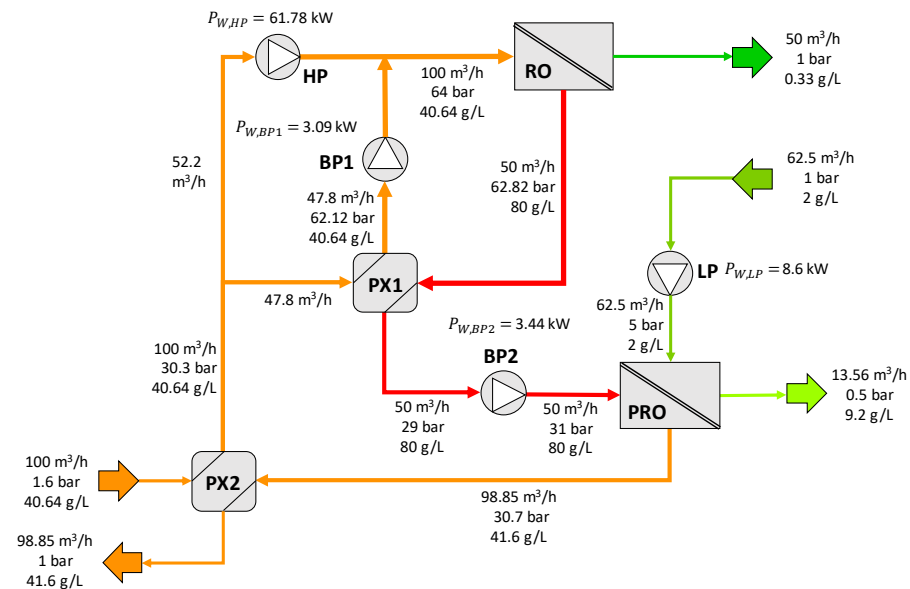 P_W,HP = 61.78 kW
HP
100 m³/h
64 bar
40.64 g/L
RO
50 m³/h
1 bar
0.33 g/L
P_W,BP1 = 3.09 kW
BP1
52.2
m³/h
47.8 m³/h
62.12 bar
40.64 g/L
50 m³/h
62.82 bar
80 g/L
62.5 m³/h
1 bar
2 g/L
LP
P_W,LP = 8.6 kW
PX1
47.8 m³/h
62.5 m³/h
5 bar
2 g/L
P_W,BP2 = 3.44 kW
BP2
100 m³/h
30.3 bar
40.64 g/L
50 m³/h
29 bar
80 g/L
50 m³/h
31 bar
80 g/L
PRO
13.56 m³/h
0.5 bar
9.2 g/L
100 m³/h
1.6 bar
40.64 g/L
PX2
98.85 m³/h
30.7 bar
41.6 g/L
98.85 m³/h
1 bar
41.6 g/L